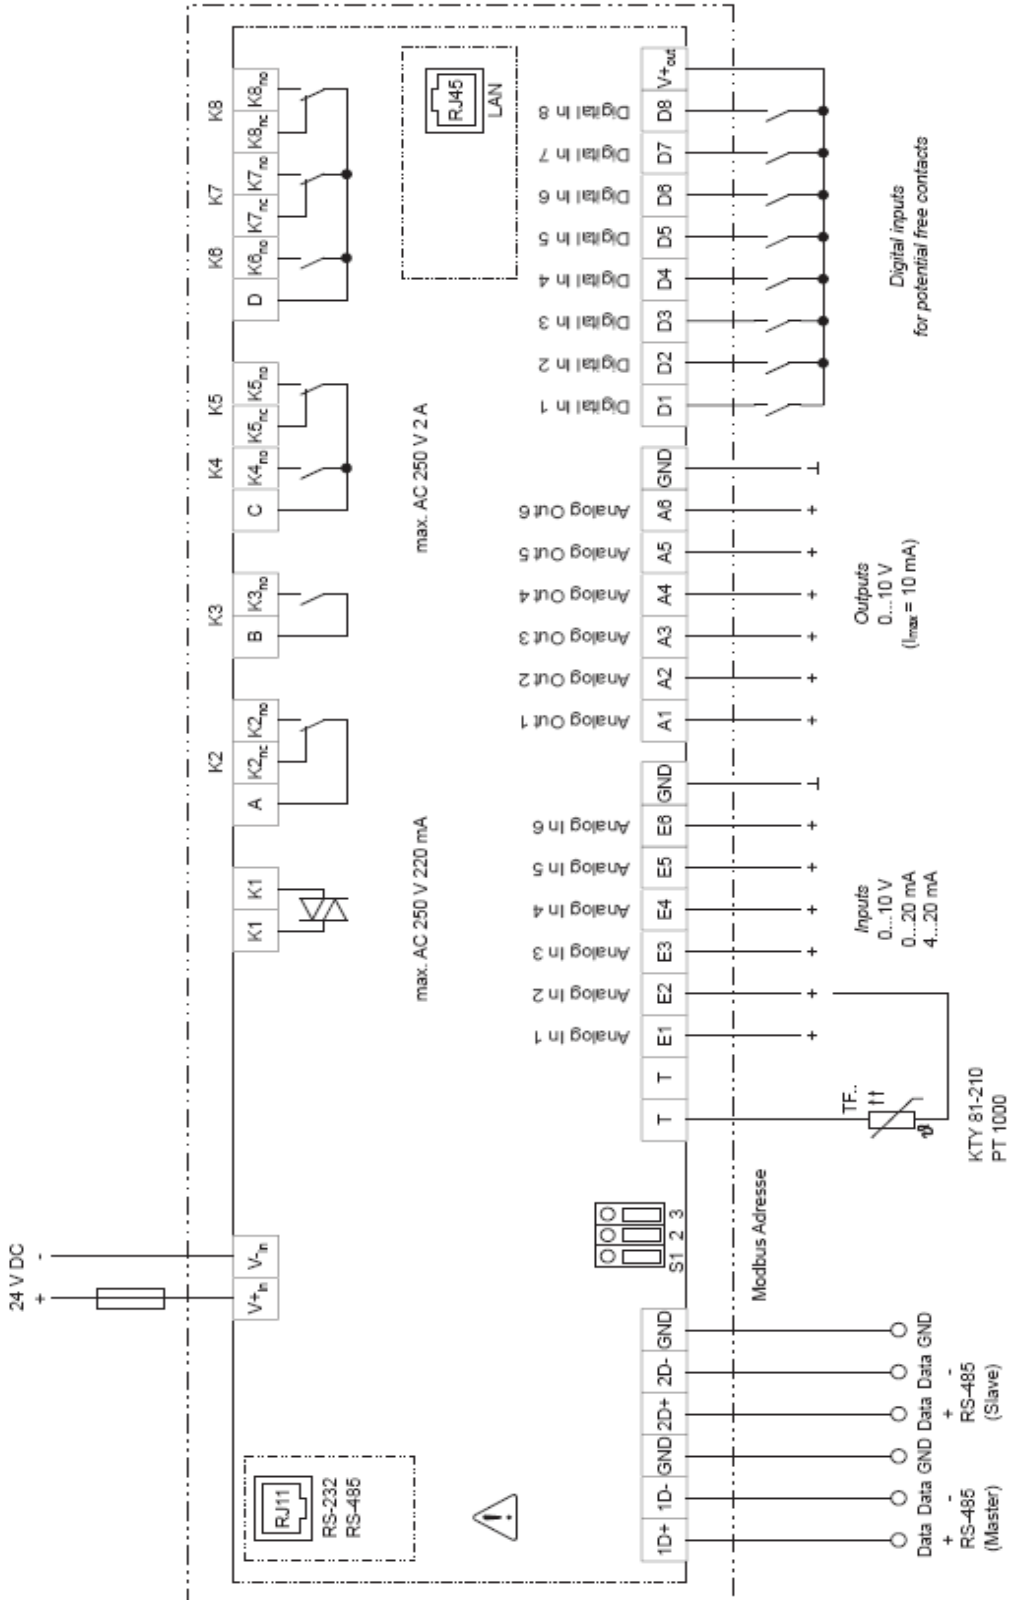 24 V DC
+ -
V+in V-in
K1 K1
K2
A K2nc K2no
K3
B K3no
K4 K5
C K4no K5nc K5no
K6 K7 K8
D K6no K7nc K7no K8nc K8no
max. AC 250 V 220 mA
max. AC 250 V 2 A
RJ11
RS-232
RS-485
RJ45
LAN
!
S1 2 3
Modbus Adresse
Analog In 1
Analog In 2
Analog In 3
Analog In 4
Analog In 5
Analog In 6
Analog Out 1
Analog Out 2
Analog Out 3
Analog Out 4
Analog Out 5
Analog Out 6
Digital In 1
Digital In 2
Digital In 3
Digital In 4
Digital In 5
Digital In 6
Digital In 7
Digital In 8
1D+ 1D- GND 2D+ 2D- GND
T T E1 E2 E3 E4 E5 E6 GND
A1 A2 A3 A4 A5 A6 GND
D1 D2 D3 D4 D5 D6 D7 D8 V+out
+ + + + + + ⊥
+ + + + + + ⊥
TF..
↑↑
ϑ
KTY 81-210
PT 1000
Inputs
0...10 V
0...20 mA
4...20 mA
Outputs
0...10 V
(Imax = 10 mA)
Digital inputs
for potential free contacts
Data Data GND Data Data GND
+ - + -
RS-485 RS-485
(Master) (Slave)